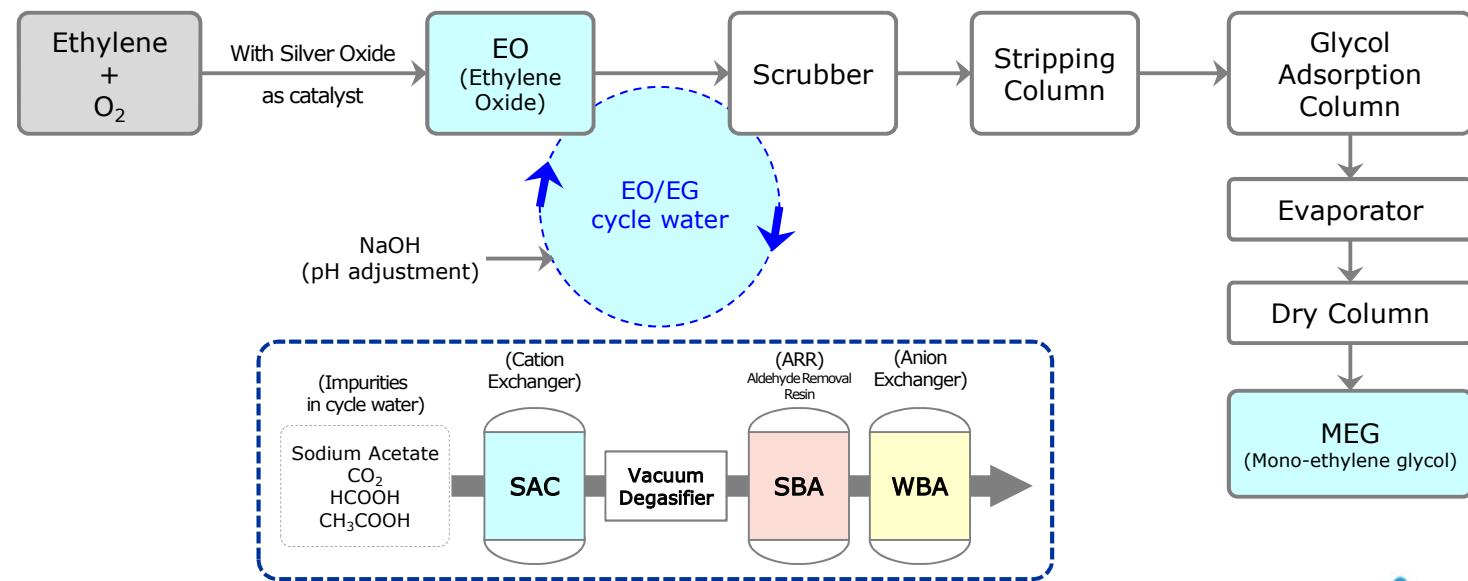 Ethylene
+
O₂
With Silver Oxide
as catalyst
EO
(Ethylene
Oxide)
Scrubber
Stripping
Column
Glycol
Adsorption
Column
EO/EG
cycle water
NaOH
(pH adjustment)
Evaporator
Dry Column
MEG
(Mono-ethylene glycol)
(Impurities
in cycle water)
Sodium Acetate
CO₂
HCOOH
CH₃COOH
(Cation
Exchanger)
SAC
Vacuum
Degasifier
(ARR)
Aldehyde Removal
Resin
SBA
(Anion
Exchanger)
WBA